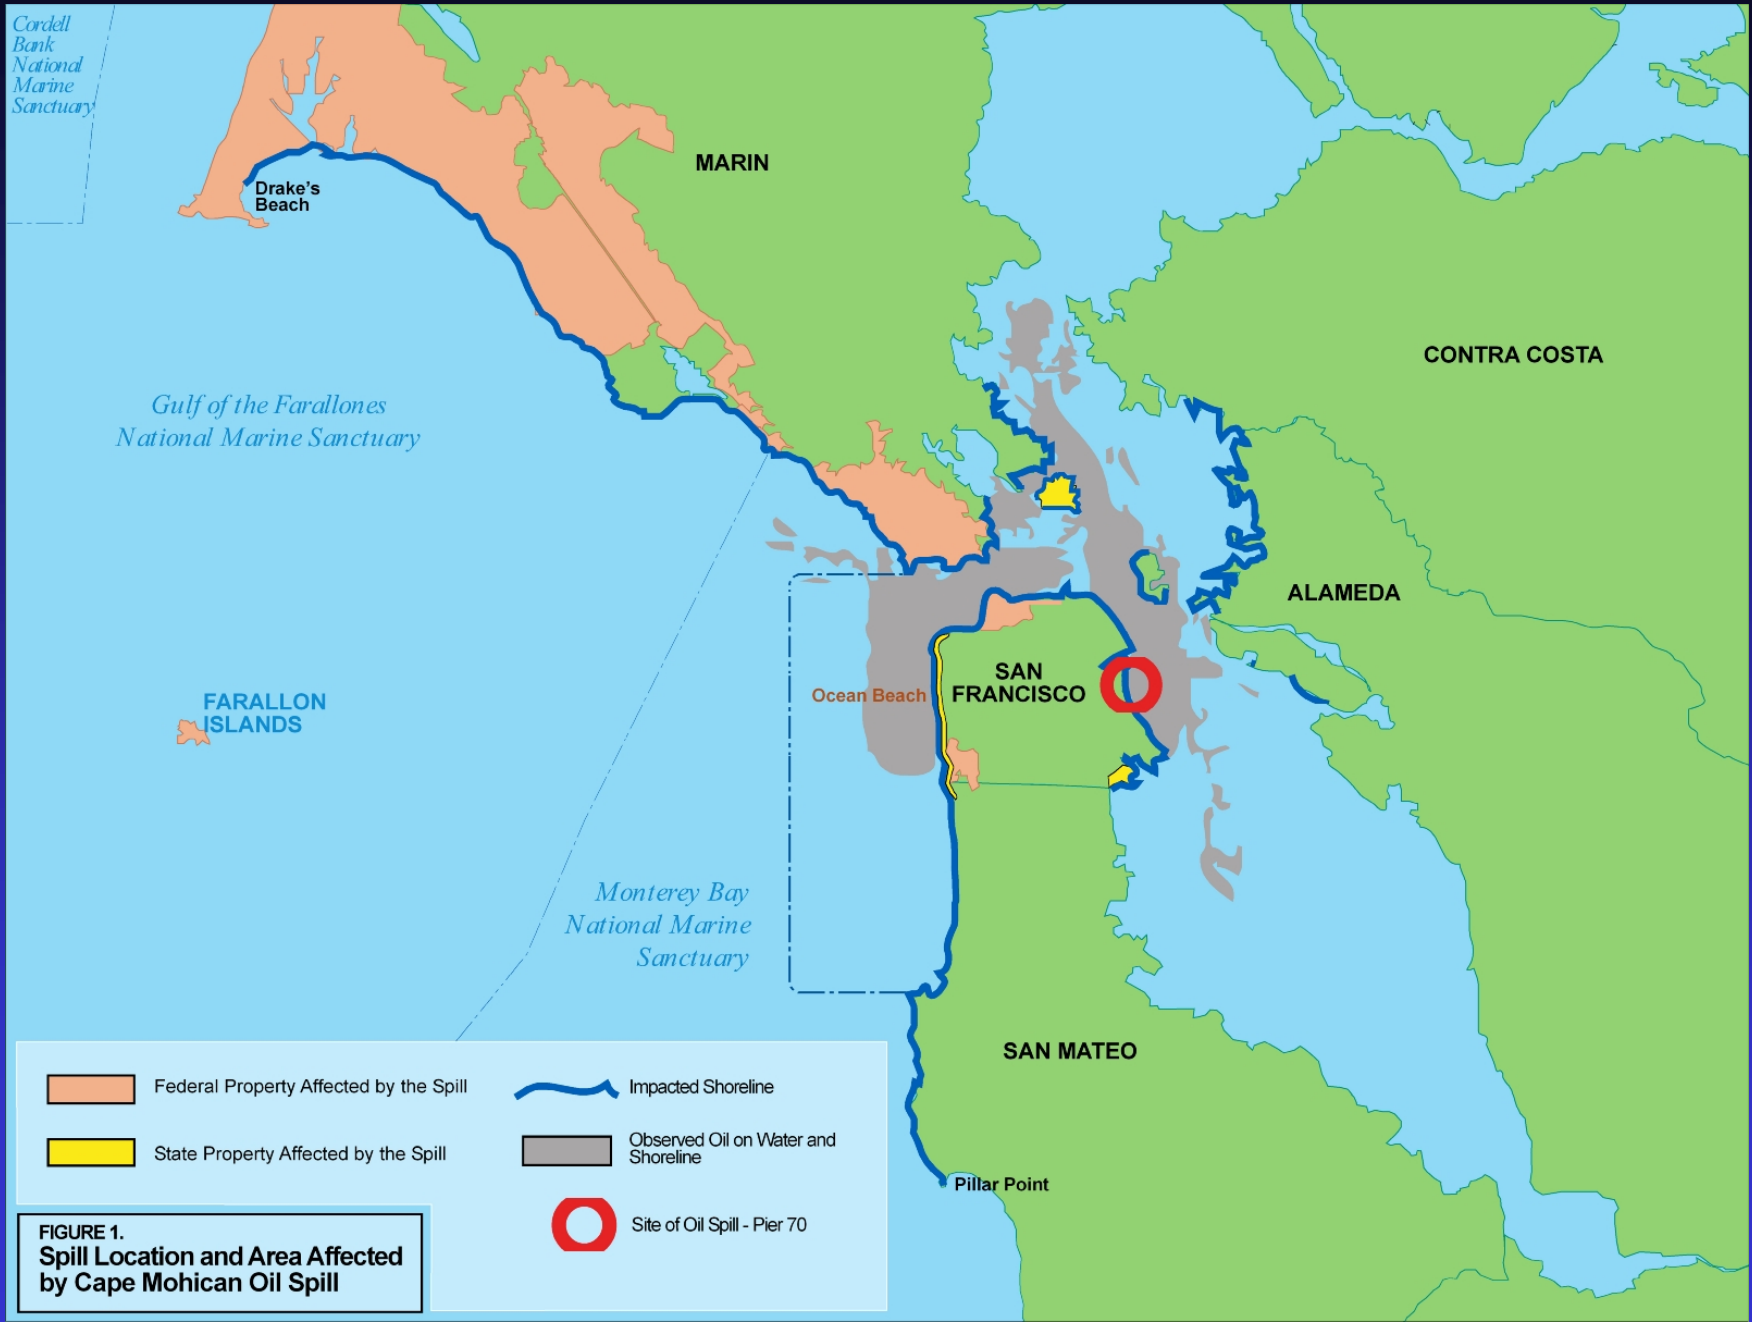 Cordell
Bank
National
Marine
Sanctuary
MARIN
Drake's
Beach
CONTRA COSTA
Gulf of the Farallones
National Marine Sanctuary
ALAMEDA
SAN
FRANCISCO
Ocean Beach
FARALLON
ISLANDS
Monterey Bay
National Marine
Sanctuary
SAN MATEO
Pillar Point
Federal Property Affected by the Spill
State Property Affected by the Spill
Impacted Shoreline
Observed Oil on Water and
Shoreline
Site of Oil Spill - Pier 70
FIGURE 1.
Spill Location and Area Affected
by Cape Mohican Oil Spill